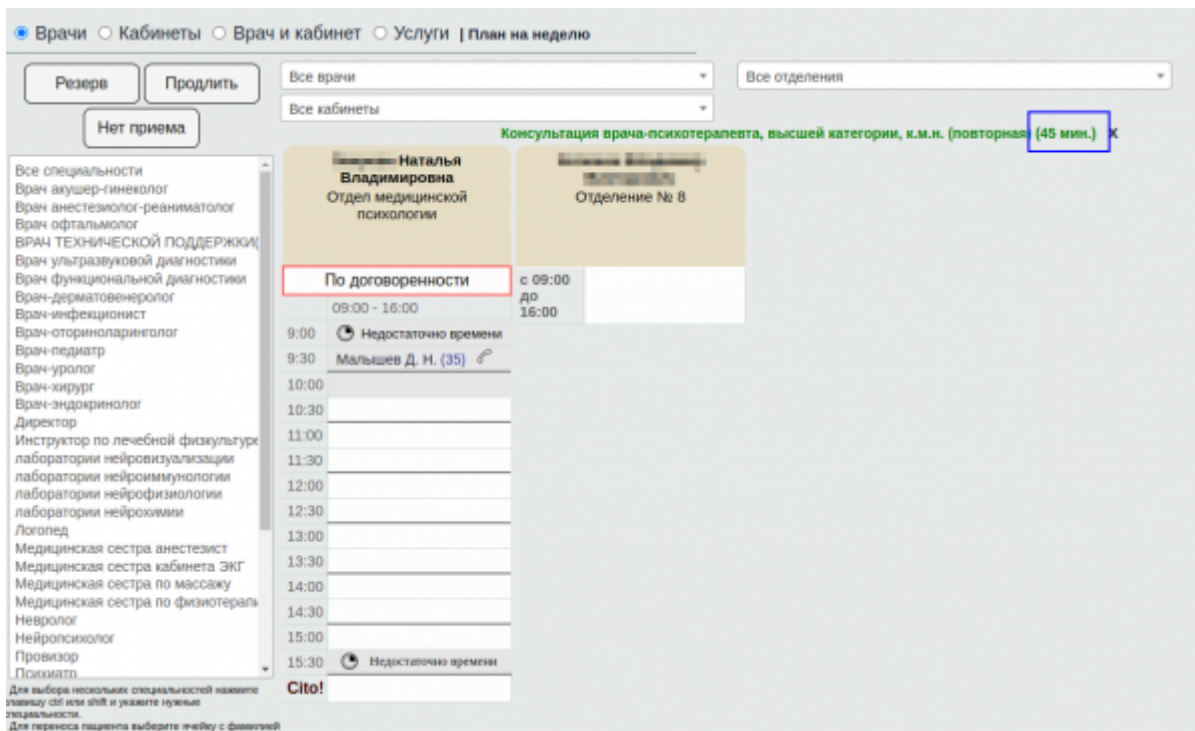 Врачи Кабинеты Врач и кабинет Услуги | План на неделю
Резерв Продлить
Нет приема
Все врачи
Все отделения
Все кабинеты
Консультация врача-психотерапевта, высшей категории, к.м.н. (повторная) (45 мин.) X
Все специальности
Врач акушер-гинеколог
Врач анестезиолог-реаниматолог
Врач офтальмолог
ВРАЧ ТЕХНИЧЕСКОЙ ПОДДЕРЖКИ(
Врач ультразвуковой диагностики
Врач функциональной диагностики
Врач-дерматовенеролог
Врач-инфекционист
Врач-оториноларинголог
Врач-педиатр
Врач-уролог
Врач-хирург
Врач-эндокринолог
Директор
Инструктор по лечебной физкультуре
лаборатории нейровизуализации
лаборатории нейроиммунологии
лаборатории нейрофизиологии
лаборатории нейрохимии
Логопед
Медицинская сестра анестезист
Медицинская сестра кабинета ЭКГ
Медицинская сестра по массажу
Медицинская сестра по физиотерапи
Невролог
Нейропсихолог
Провизор
Психиатр
Для выбора нескольких специальностей нажмите
клавишу ctrl или shift и укажите нужные
специальности.
Для переноса пациента выберите ячейку с фамилией
Наталья
Владимировна
Отдел медицинской
психологии
По договоренности
09:00 - 16:00
9:00 Недостаточно времени
9:30 Малышев Д. Н. (35)
10:00
10:30
11:00
11:30
12:00
12:30
13:00
13:30
14:00
14:30
15:00
15:30 Недостаточно времени
Cito!
Отделение № 8
с 09:00
до
16:00